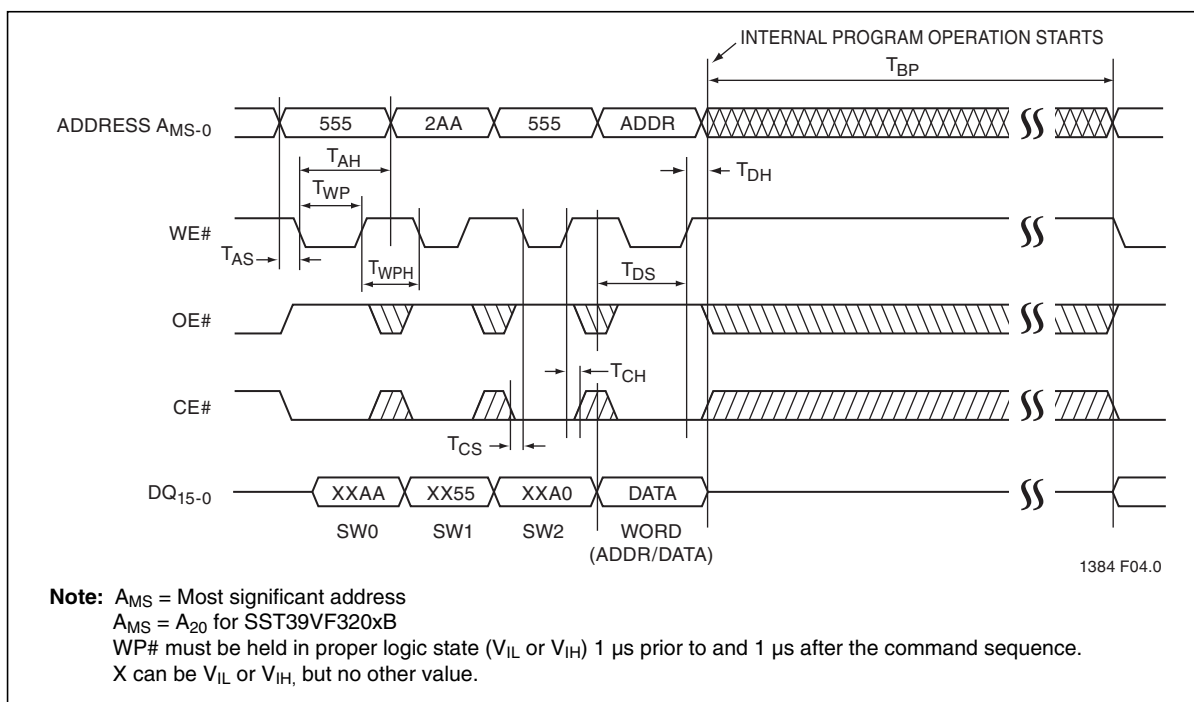 INTERNAL PROGRAM OPERATION STARTS
TBP
ADDRESS AMS-0
555
2AA
555
ADDR
TAH
TDH
TWP
WE#
TAS
TWPH
TDS
OE#
TCH
CE#
TCS
DQ15-0
XXAA
XX55
XXA0
DATA
SW0
SW1
SW2
WORD
(ADDR/DATA)
1384 F04.0
Note: AMS = Most significant address
AMS = A20 for SST39VF320xB
WP# must be held in proper logic state (VIL or VIH) 1 µs prior to and 1 µs after the command sequence.
X can be VIL or VIH, but no other value.